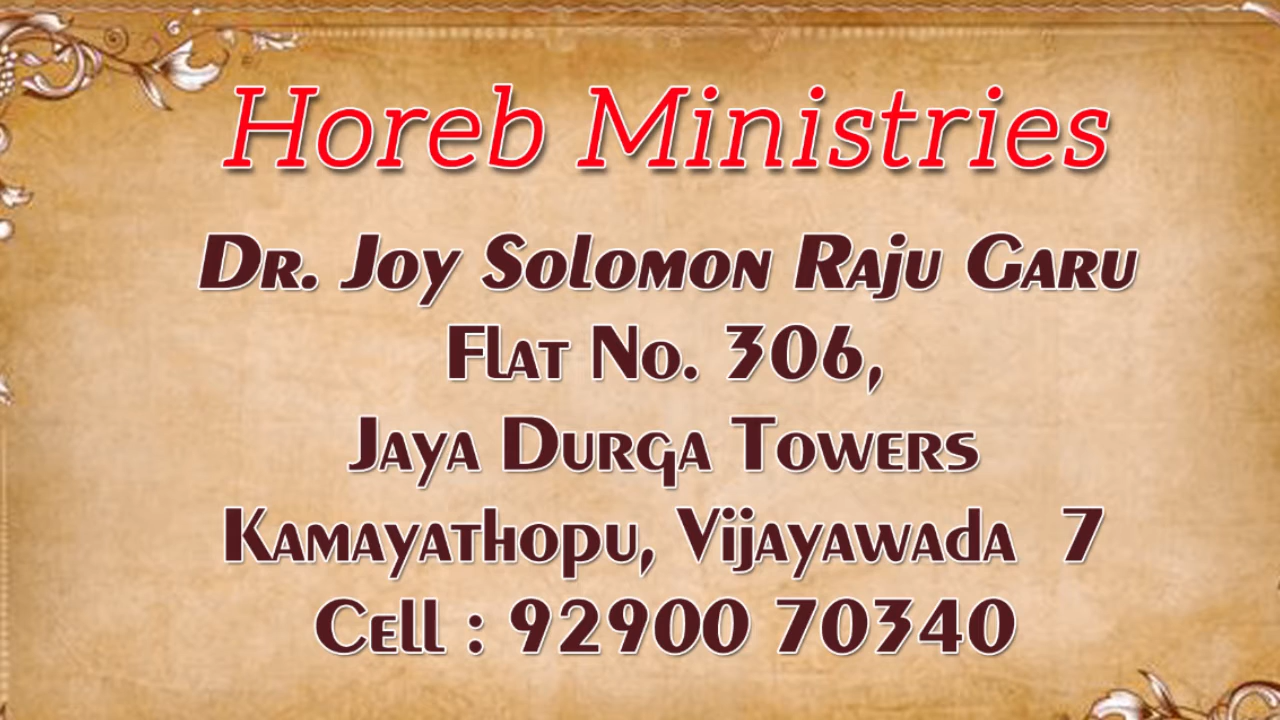 Horeb Ministries
Dr. Joy Solomon Raju Garu
Flat No. 306,
Jaya Durga Towers
Kamayathopu, Vijayawada 7
Cell : 92900 70340